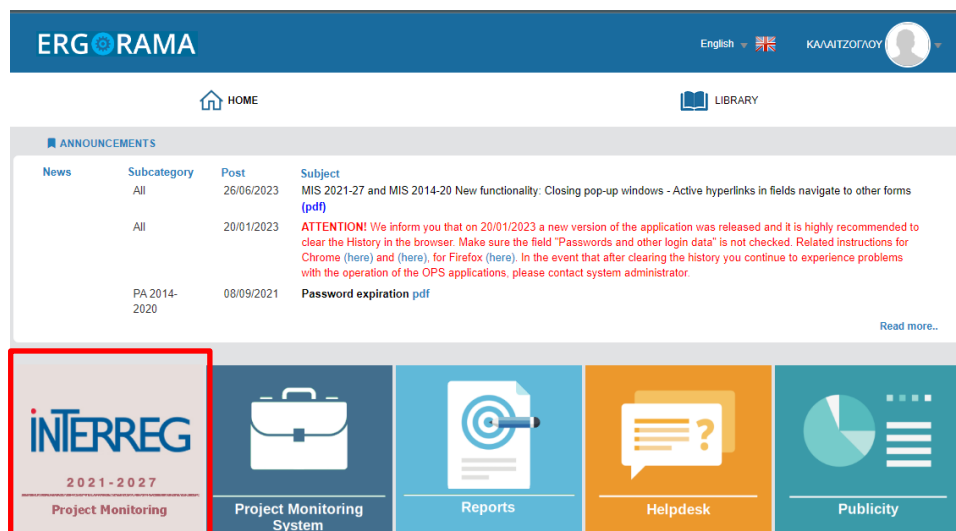 ERGORAMA
English
ΚΑΛΑΙΤΖΟΓΛΟΥ
HOME
LIBRARY
ANNOUNCEMENTS
News Subcategory Post Subject
All 26/06/2023 MIS 2021-27 and MIS 2014-20 New functionality: Closing pop-up windows - Active hyperlinks in fields navigate to other forms
(pdf)
All 20/01/2023 ATTENTION! We inform you that on 20/01/2023 a new version of the application was released and it is highly recommended to
clear the History in the browser. Make sure the field "Passwords and other login data" is not checked. Related instructions for
Chrome (here) and (here), for Firefox (here). In the event that after clearing the history you continue to experience problems
with the operation of the OPS applications, please contact system administrator.
PA 2014-
2020 08/09/2021 Password expiration pdf
Read more..
iNTERREG
2021-2027
Project Monitoring
Project Monitoring
System
Reports
Helpdesk
Publicity